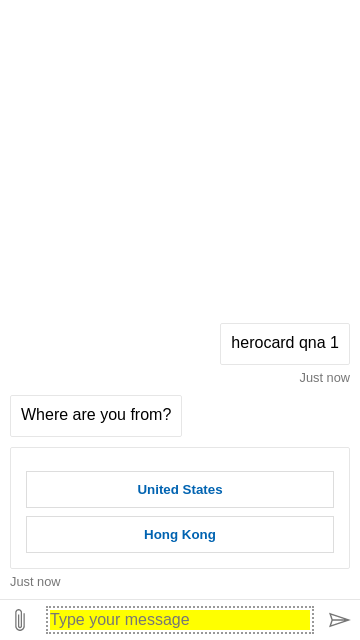 herocard qna 1
Just now
Where are you from?
United States
Hong Kong
Just now
Type your message